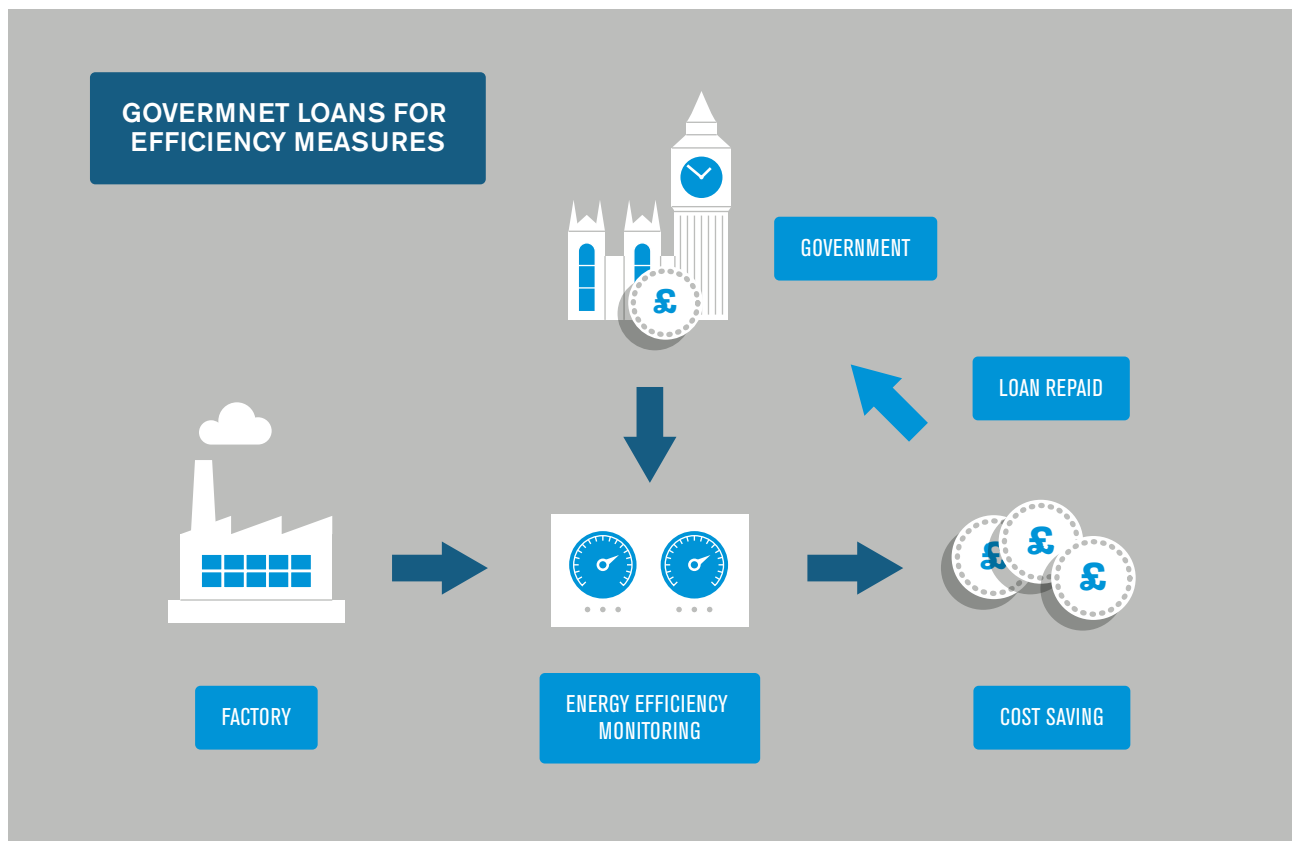 GOVERMNET LOANS FOR
EFFICIENCY MEASURES
GOVERNMENT
£
LOAN REPAID
£
£
£
FACTORY
ENERGY EFFICIENCY
MONITORING
COST SAVING